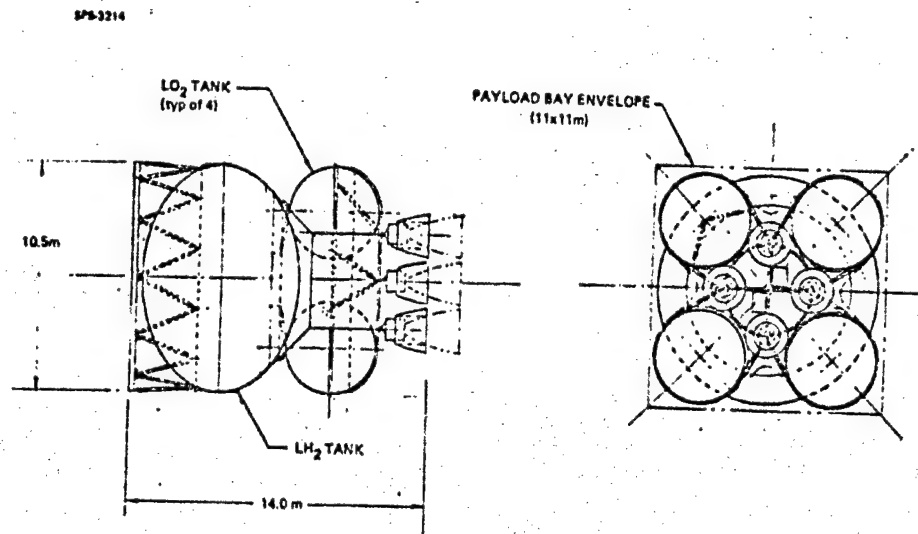 SPS-3214
LO₂ TANK
(typ of 4)
PAYLOAD BAY ENVELOPE
(11x11m)
10.5m
LH₂ TANK
14.0 m